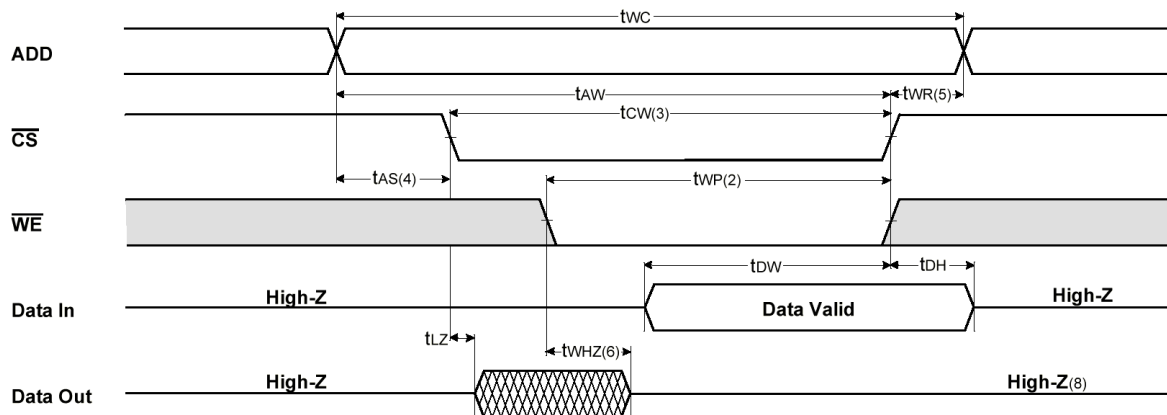 tWC
ADD
tAW
tWR(5)
tCW(3)
CS
tAS(4)
tWP(2)
WE
tDW
tDH
High-Z
Data Valid
High-Z
Data In
tLZ
tWHZ(6)
High-Z
High-Z(8)
Data Out